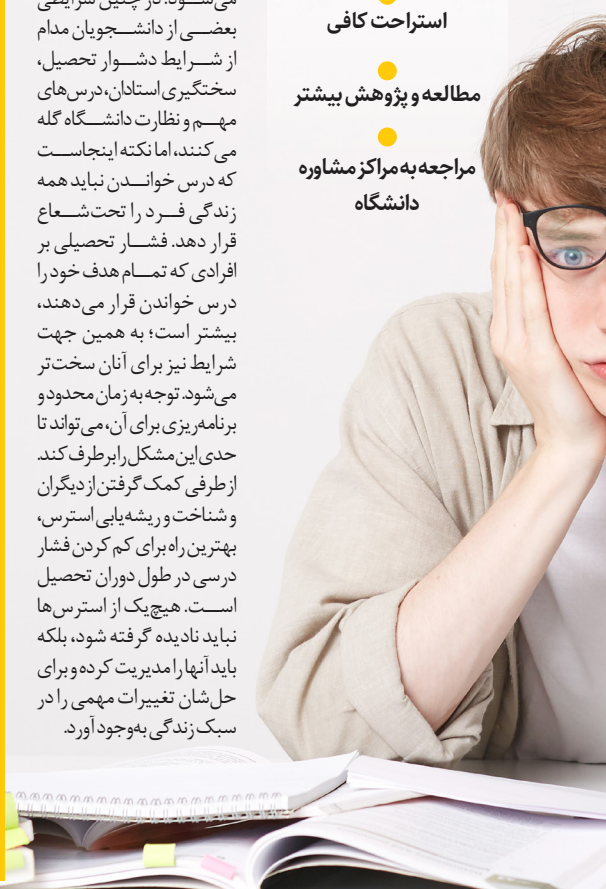 می‌شود. در چنین شرایطی
بعضی از دانشجویان مدام
از شرایط دشوار تحصیل،
سختگیری استادان، درس‌های
مهم و نظارت دانشگاه گله
می‌کنند، اما نکته اینجاست
که درس خواندن نباید همه
زندگی فرد را تحت‌شعاع
قرار دهد. فشار تحصیلی بر
افرادی که تمام هدف خود را
درس خواندن قرار می‌دهند،
بیشتر است؛ به همین جهت
شرایط نیز برای آنان سخت‌تر
می‌شود. توجه به زمان محدود و
برنامه‌ریزی برای آن، می‌تواند تا
حدی این مشکل را برطرف کند.
از طرفی کمک گرفتن از دیگران
و شناخت و ریشه‌یابی استرس،
بهترین راه برای کم کردن فشار
درسی در طول دوران تحصیل
است. هیچ‌یک از استرس‌ها
نباید نادیده گرفته شود، بلکه
باید آنها را مدیریت کرده و برای
حل‌شان تغییرات مهمی را در
سبک زندگی به‌وجود آورد.
استراحت کافی
مطالعه و پژوهش بیشتر
مراجعه به مراکز مشاوره
دانشگاه